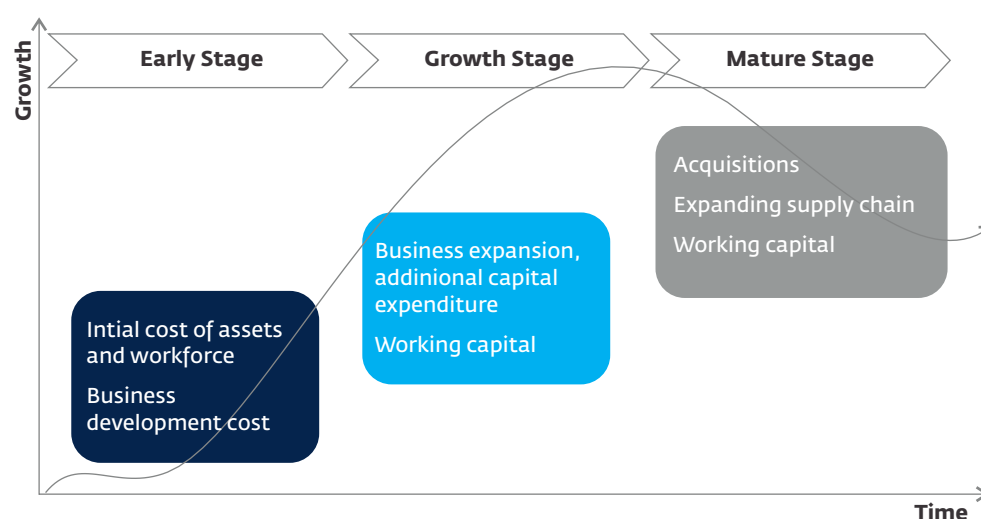 Growth
Early Stage
Growth Stage
Mature Stage
Acquisitions
Expanding supply chain
Working capital
Business expansion,
addinional capital
expenditure
Working capital
Intial cost of assets
and workforce
Business
development cost
Time